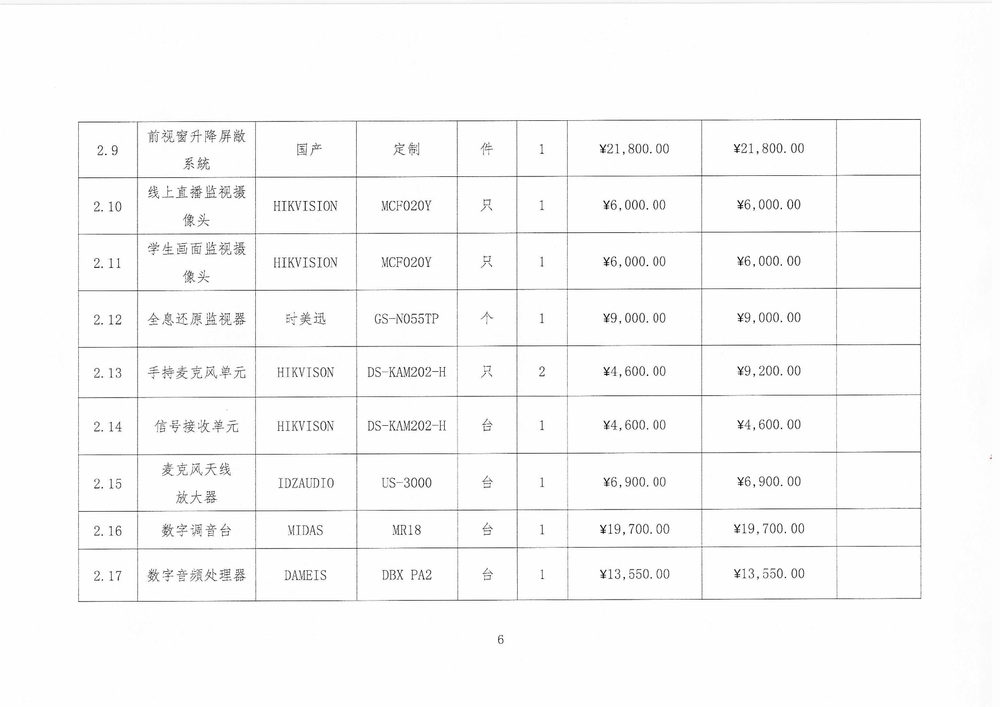 2.9 前视窗升降屏敝系統 国产 定制 件 1 ¥21,800.00 ¥21,800.00
2.10 线上直播监视摄像头 HIKVISION MCF020Y 只 1 ¥6,000.00 ¥6,000.00
2.11 学生画面监视摄像头 HIKVISION MCF020Y 只 1 ¥6,000.00 ¥6,000.00
2.12 全息还原监视器 时美迅 GS-N055TP 个 1 ¥9,000.00 ¥9,000.00
2.13 手持麦克风单元 HIKVISON DS-KAM202-H 只 2 ¥4,600.00 ¥9,200.00
2.14 信号接收单元 HIKVISON DS-KAM202-H 台 1 ¥4,600.00 ¥4,600.00
2.15 麦克风天线放大器 IDZAUDIO US-3000 台 1 ¥6,900.00 ¥6,900.00
2.16 数字调音台 MIDAS MR18 台 1 ¥19,700.00 ¥19,700.00
2.17 数字音頻处理器 DAMEIS DBX PA2 台 1 ¥13,550.00 ¥13,550.00
6